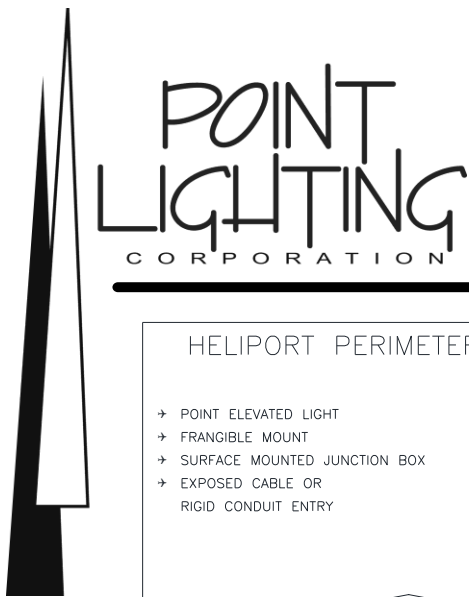 POINT
LIGHTING
CORPORATION
HELIPORT PERIMETER
POINT ELEVATED LIGHT
FRANGIBLE MOUNT
SURFACE MOUNTED JUNCTION BOX
EXPOSED CABLE OR
RIGID CONDUIT ENTRY